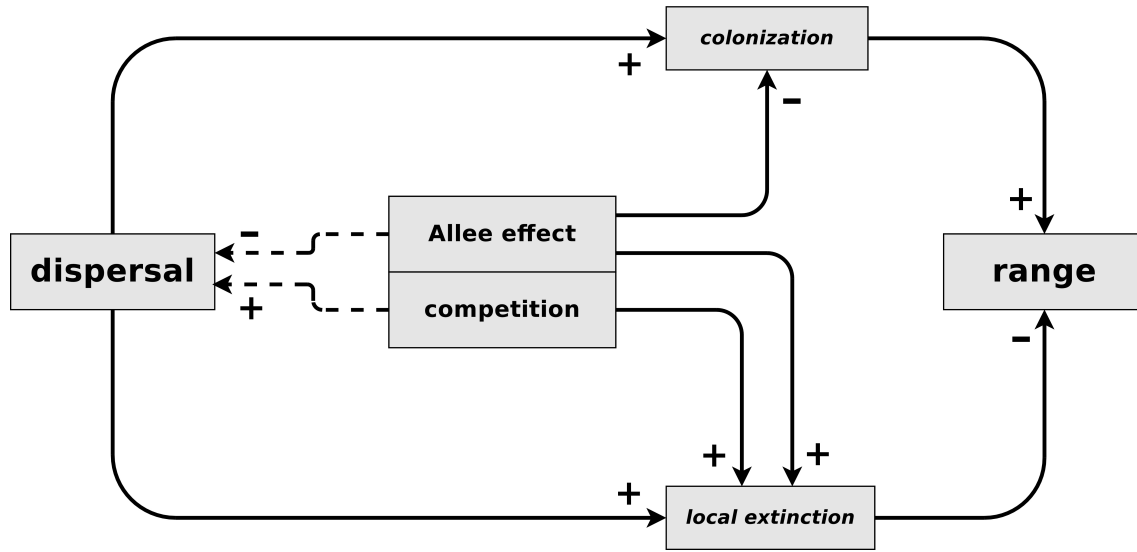 colonization
+
-
Allee effect
-
+
dispersal
range
competition
+
-
+
+
+
local extinction